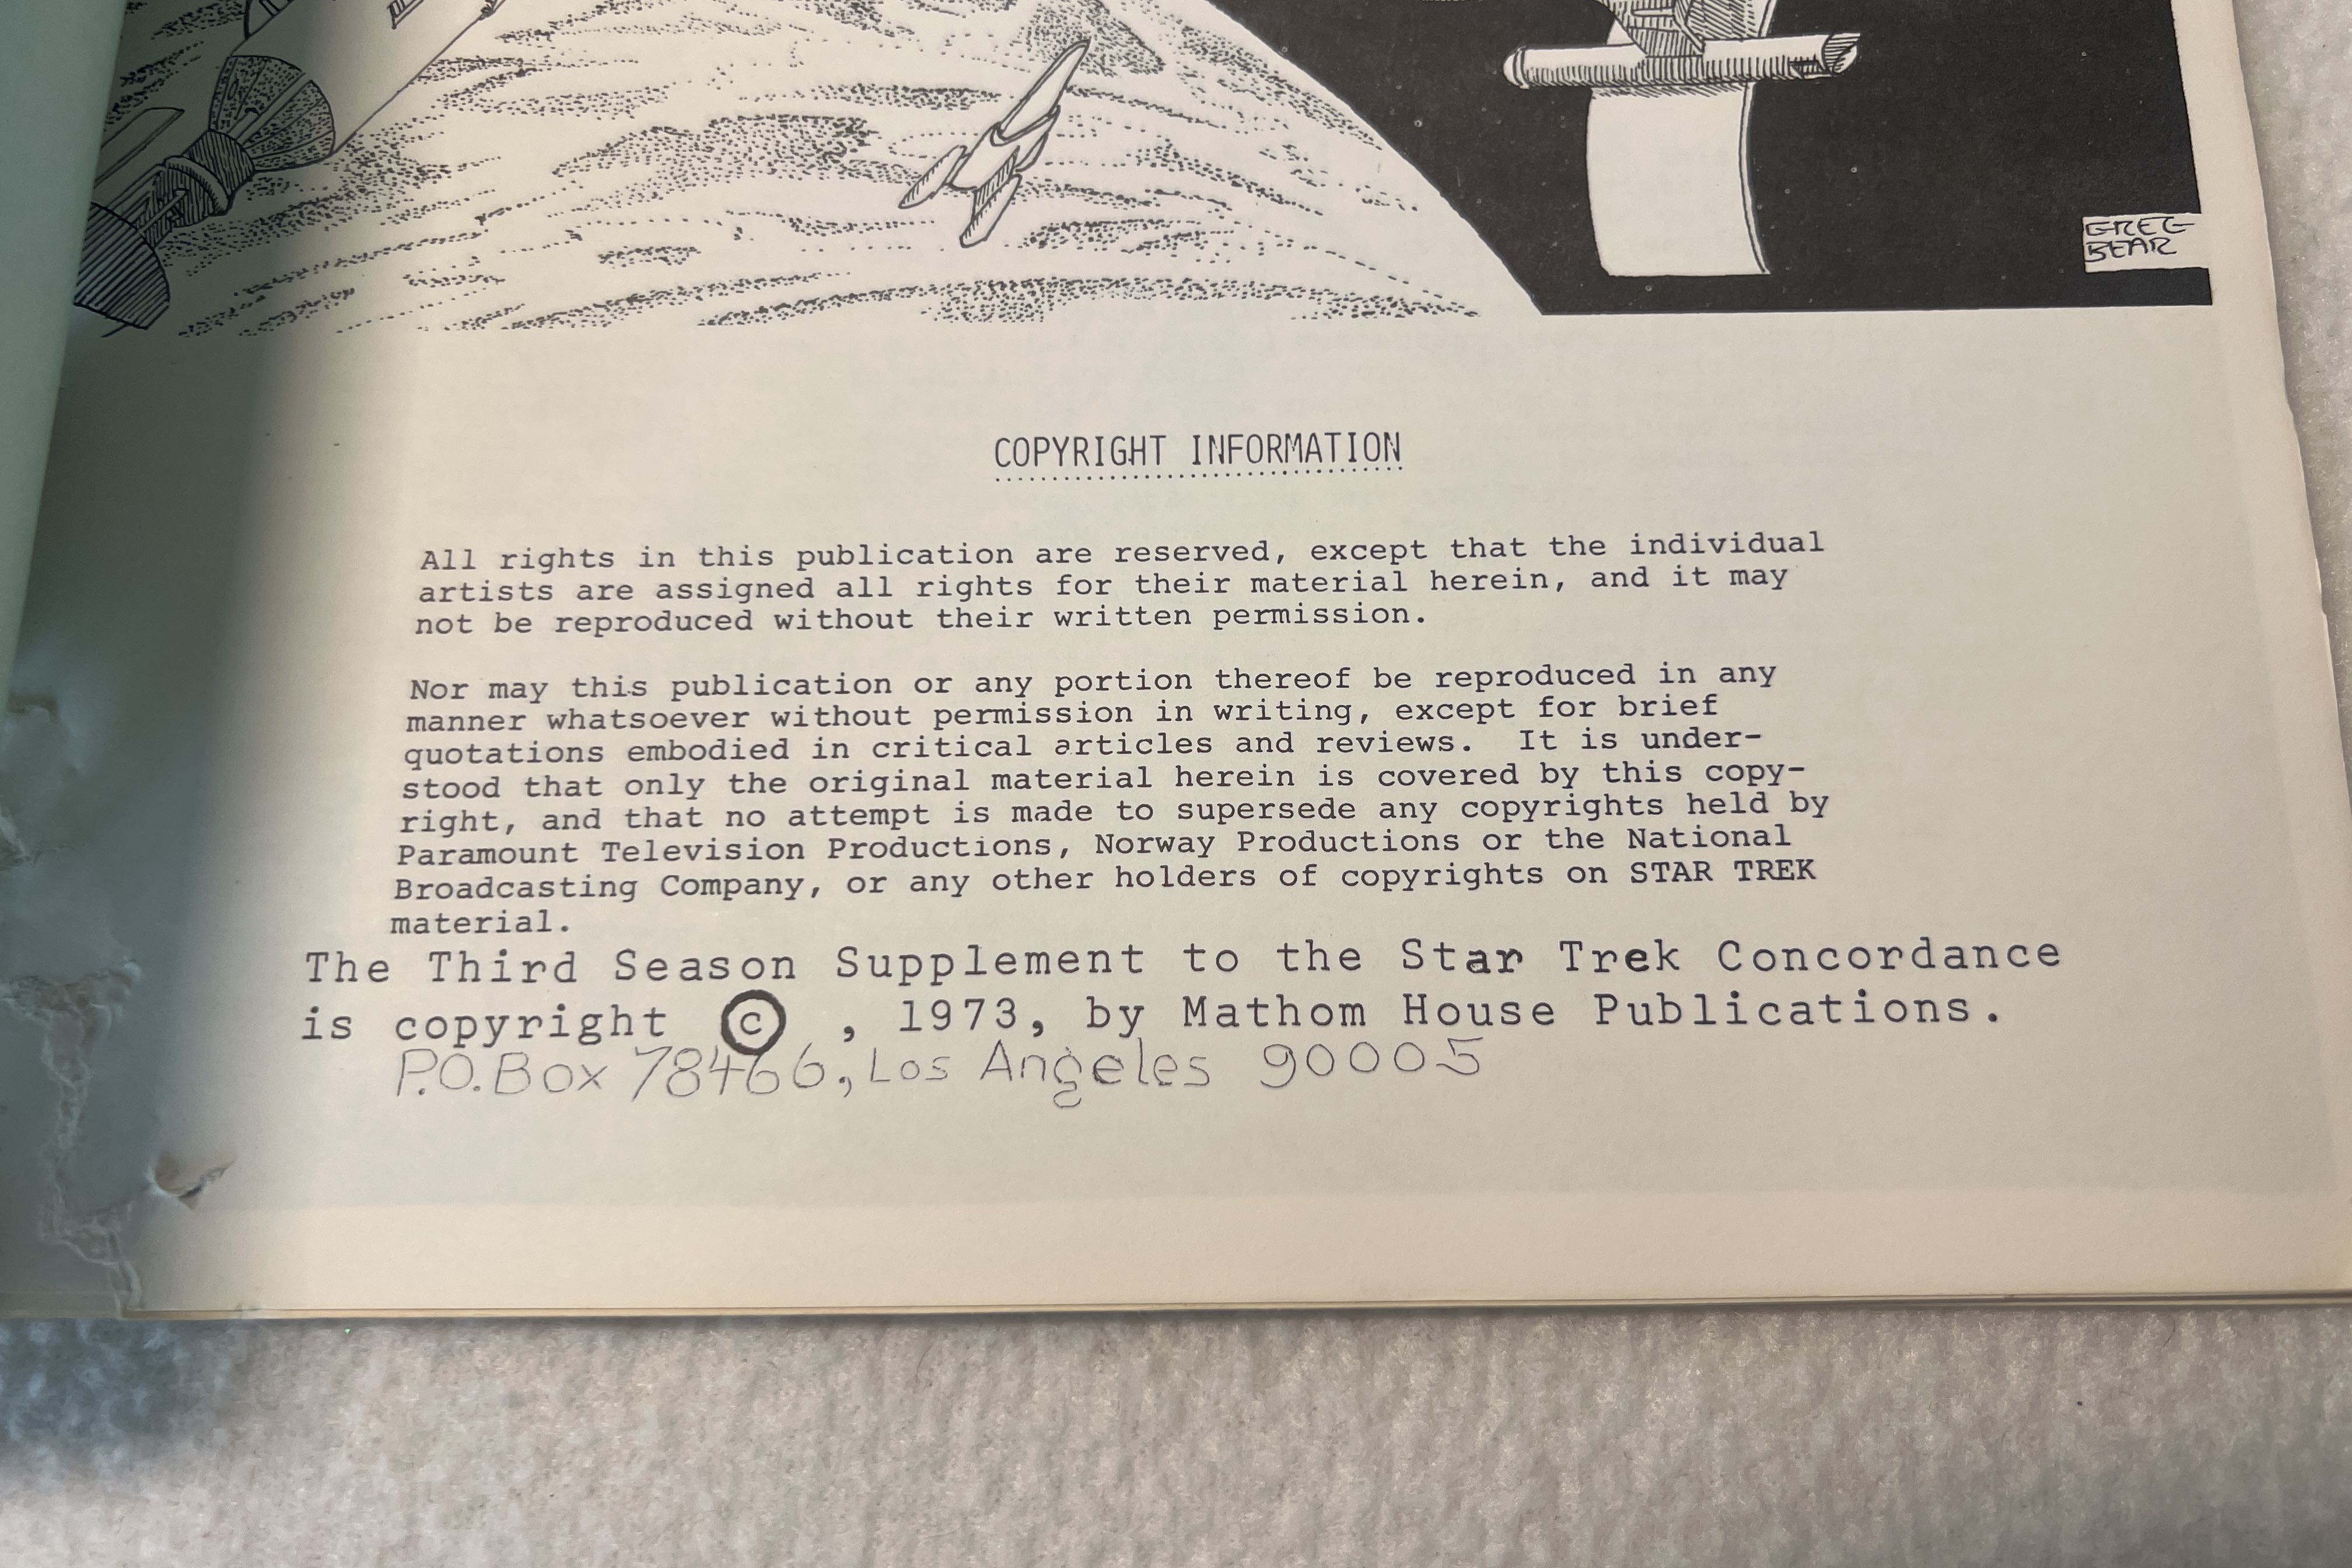 GREG
BEAR
COPYRIGHT INFORMATION
All rights in this publication are reserved, except that the individual
artists are assigned all rights for their material herein, and it may
not be reproduced without their written permission.
Nor may this publication or any portion thereof be reproduced in any
manner whatsoever without permission in writing, except for brief
quotations embodied in critical articles and reviews.  It is under-
stood that only the original material herein is covered by this copy-
right, and that no attempt is made to supersede any copyrights held by
Paramount Television Productions, Norway Productions or the National
Broadcasting Company, or any other holders of copyrights on STAR TREK
material.
The Third Season Supplement to the Star Trek Concordance
is copyright © , 1973, by Mathom House Publications.
P.O. Box 78466, Los Angeles 90005